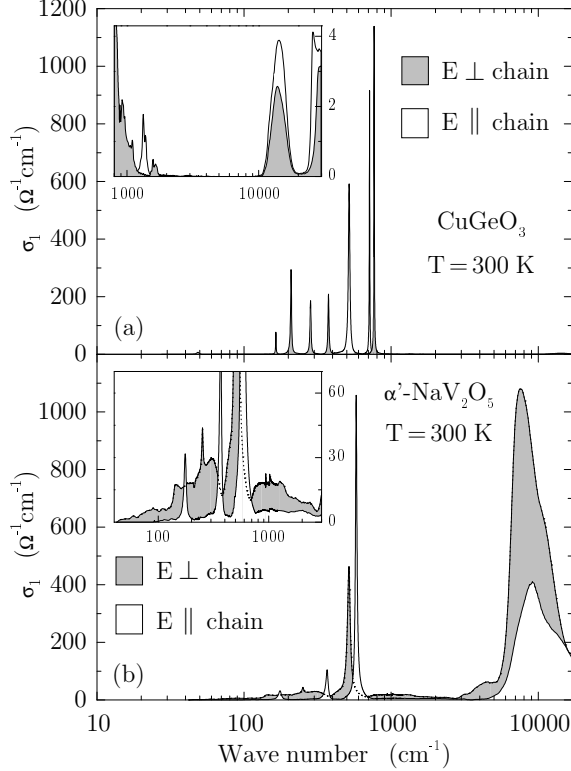 1200
1000
800
600
400
200
0
σ₁ (Ω⁻¹cm⁻¹)
4
2
0
1000
10000
E ⊥ chain
E ∥ chain
CuGeO₃
T = 300 K
(a)
1000
800
600
400
200
0
σ₁ (Ω⁻¹cm⁻¹)
60
30
0
100
1000
α'-NaV₂O₅
T = 300 K
E ⊥ chain
E ∥ chain
(b)
10 100 1000 10000
Wave number (cm⁻¹)